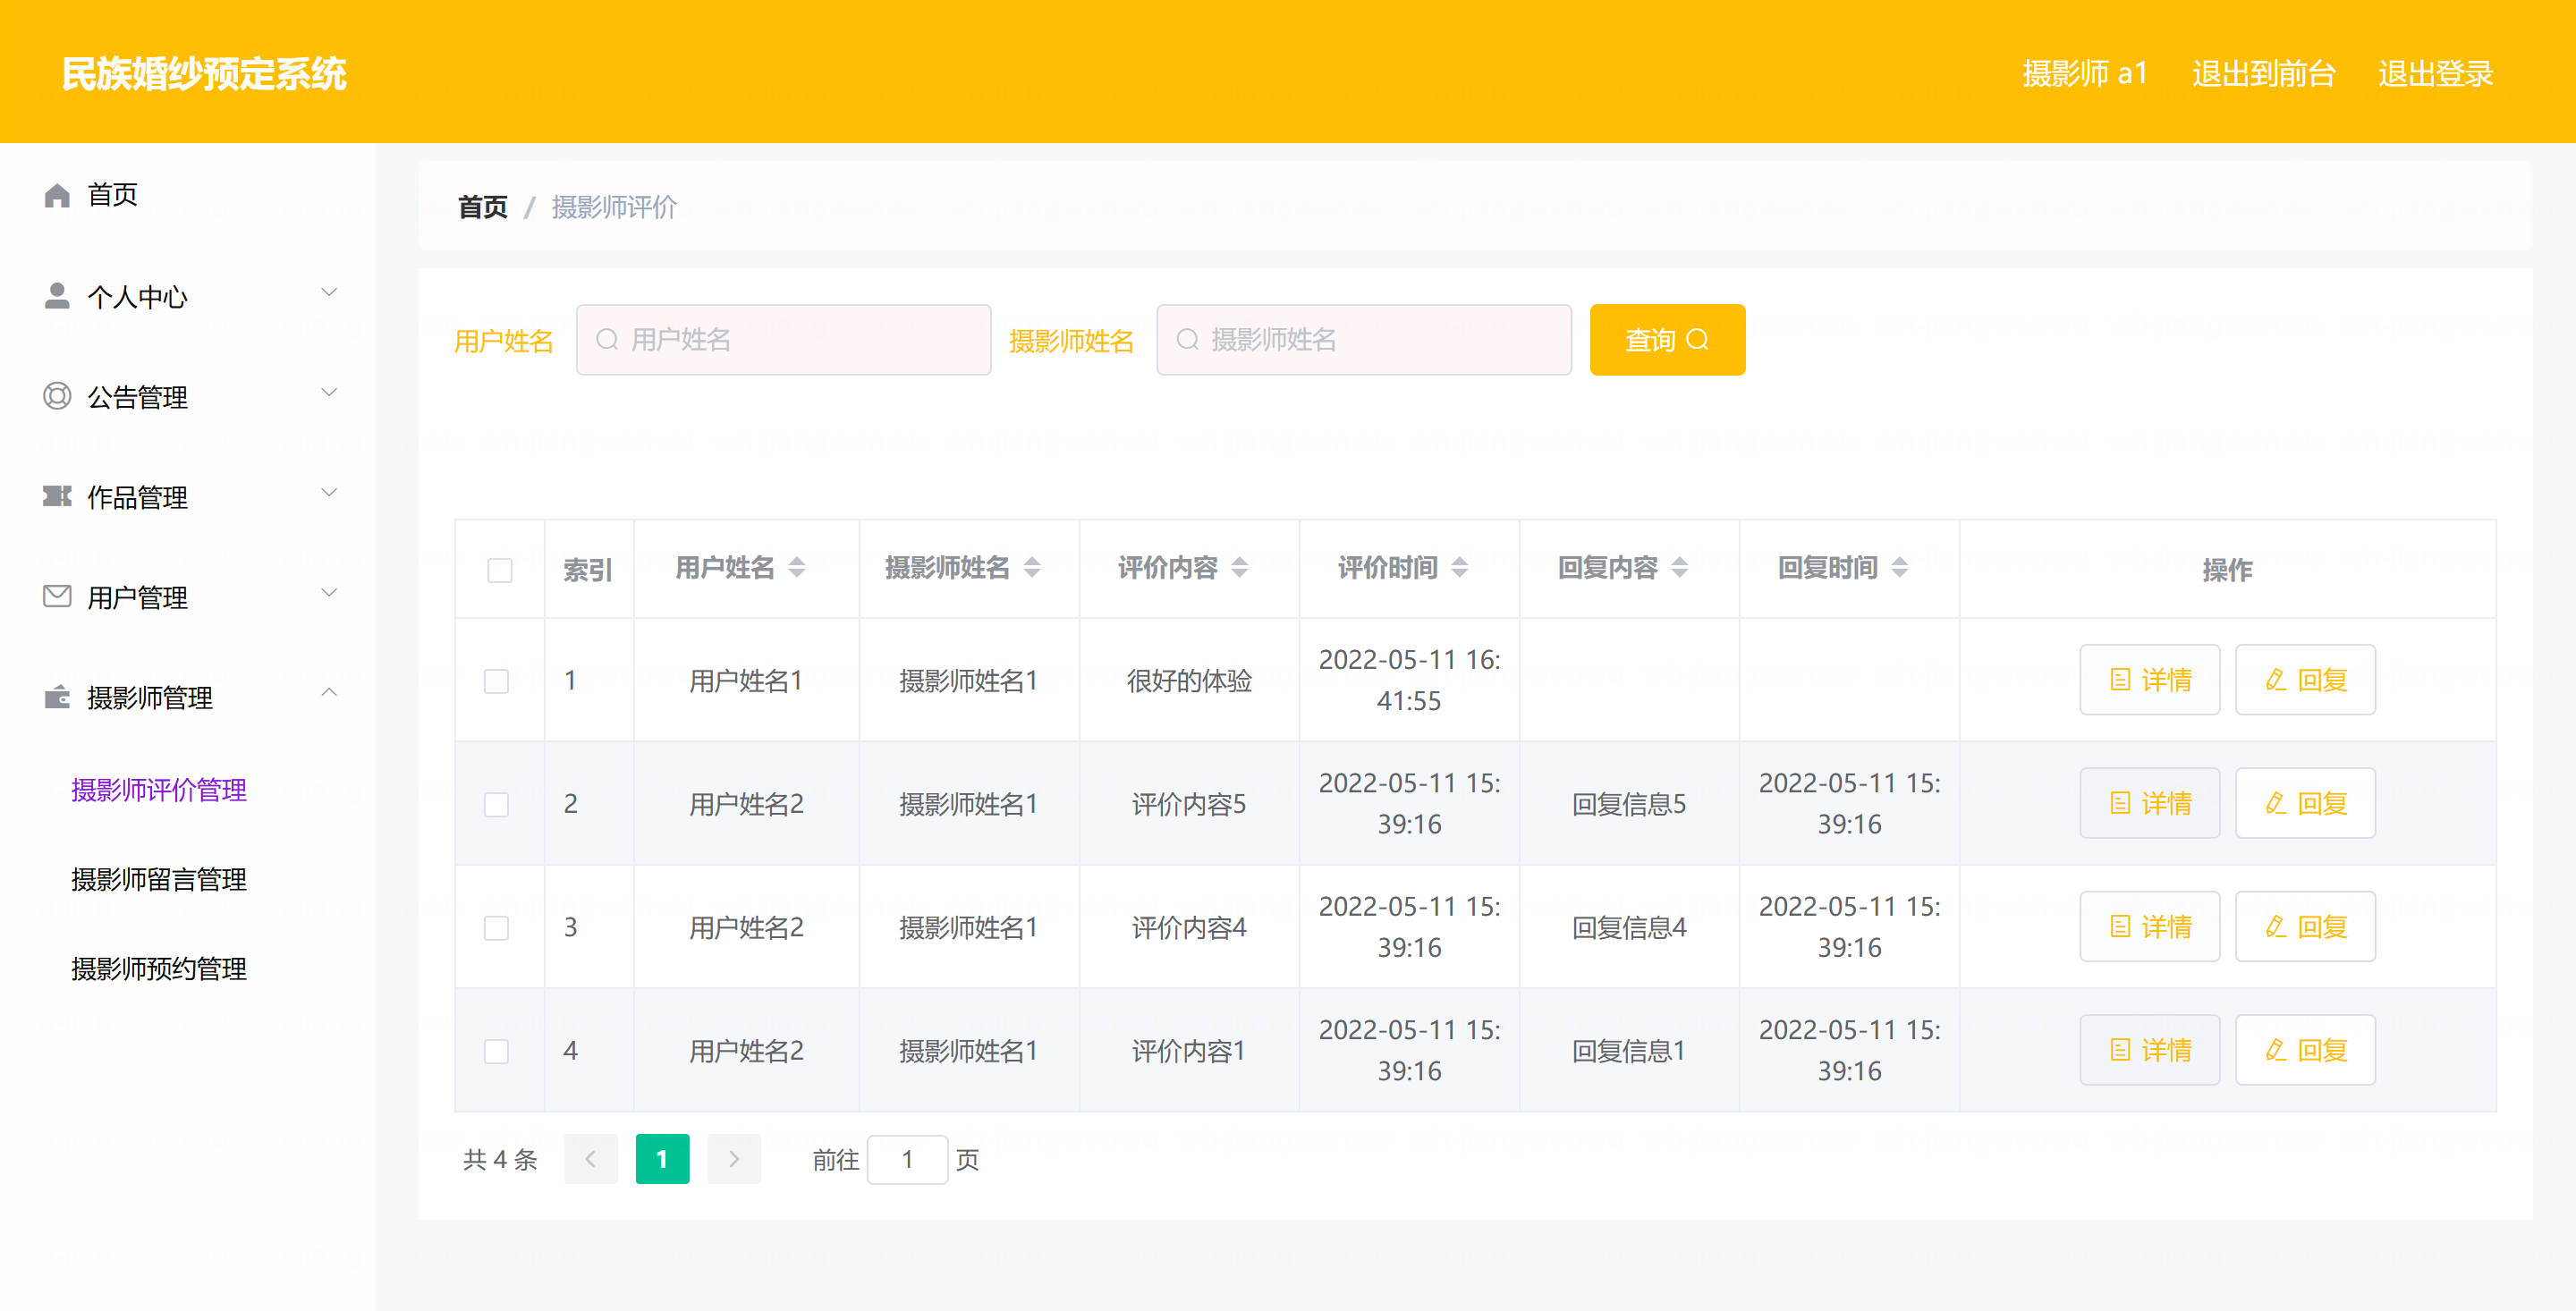 民族婚纱预定系统
摄影师 a1 退出到前台 退出登录
首页
个人中心
公告管理
作品管理
用户管理
摄影师管理
摄影师评价管理
摄影师留言管理
摄影师预约管理
首页 / 摄影师评价
用户姓名 用户姓名 摄影师姓名 摄影师姓名 查询
索引 用户姓名 摄影师姓名 评价内容 评价时间 回复内容 回复时间 操作
1 用户姓名1 摄影师姓名1 很好的体验 2022-05-11 16:41:55 详情 回复
2 用户姓名2 摄影师姓名1 评价内容5 2022-05-11 15:39:16 回复信息5 2022-05-11 15:39:16 详情 回复
3 用户姓名2 摄影师姓名1 评价内容4 2022-05-11 15:39:16 回复信息4 2022-05-11 15:39:16 详情 回复
4 用户姓名2 摄影师姓名1 评价内容1 2022-05-11 15:39:16 回复信息1 2022-05-11 15:39:16 详情 回复
共 4 条 1 前往 1 页